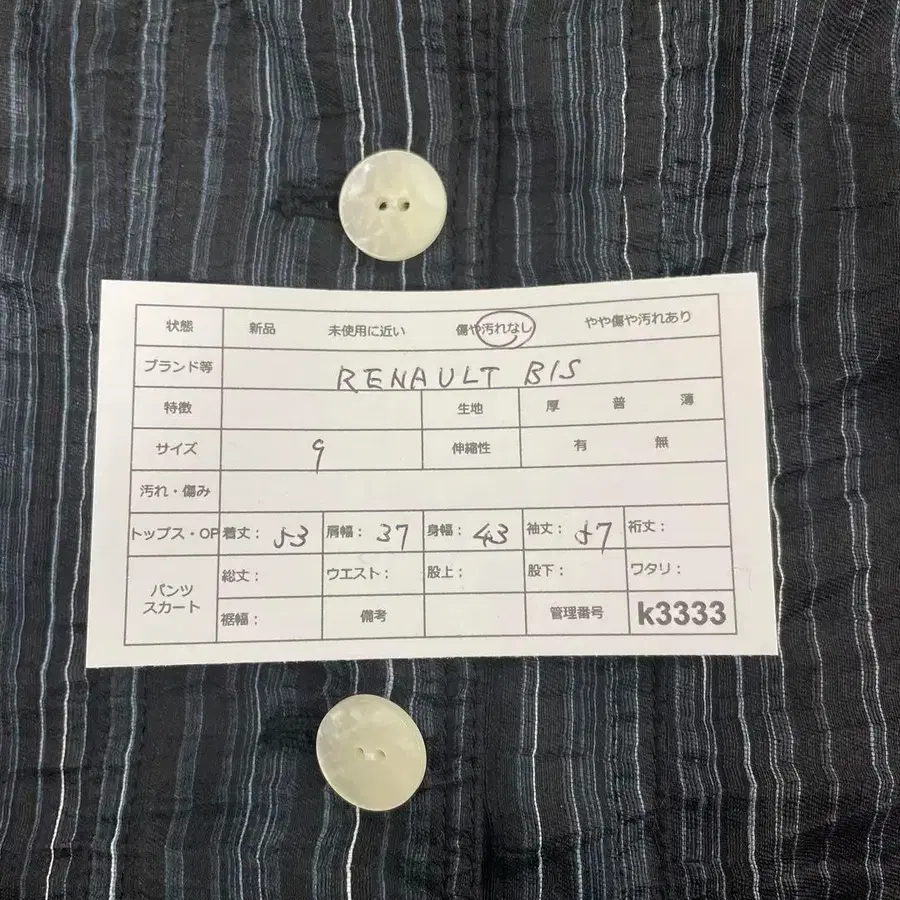 状態 新品 未使用に近い 傷や汚れなし やや傷や汚れあり
ブランド等 RENAULT BIS
特徴 生地 厚 普 薄
サイズ 9 伸縮性 有 無
汚れ・傷み
トップス・OP 着丈: 53 肩幅: 37 身幅: 43 袖丈: 57 裄丈:
パンツ スカート 総丈: ウエスト: 股上: 股下: ワタリ:
裾幅: 備考 管理番号 k3333